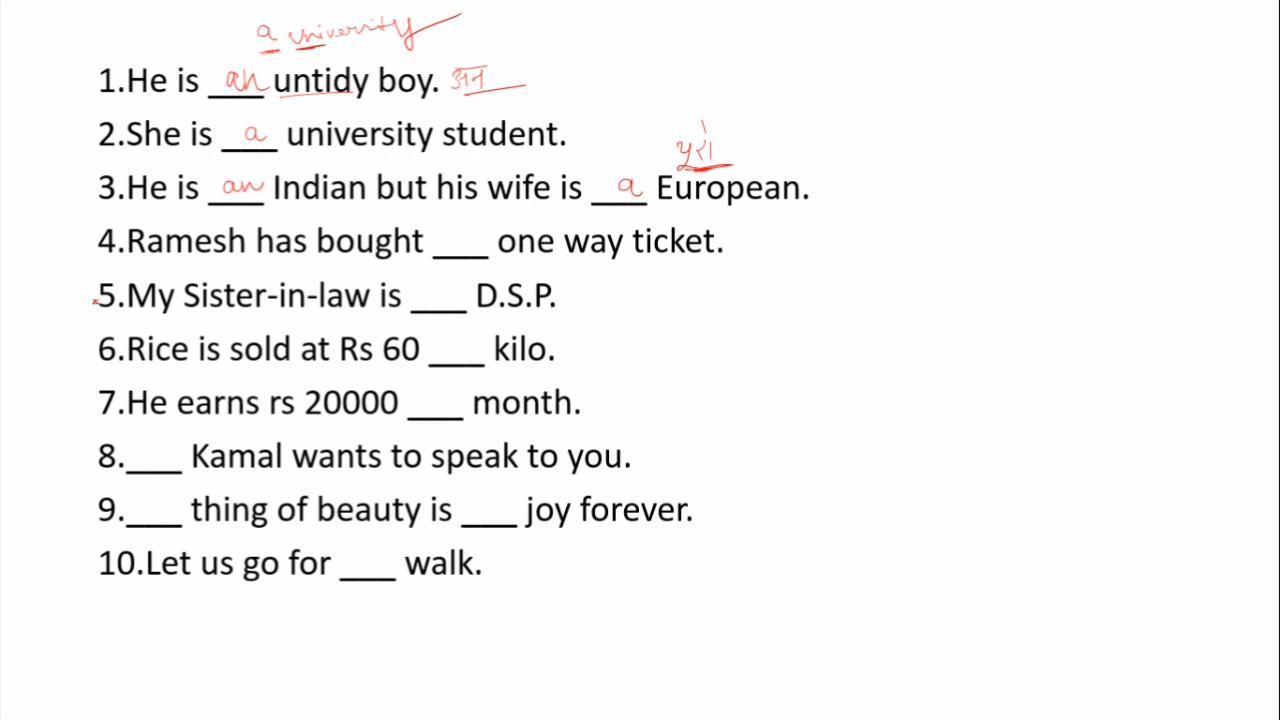 a university
1.He is an untidy boy. अन
2.She is a university student.
युरो
3.He is an Indian but his wife is a European.
4.Ramesh has bought ___ one way ticket.
5.My Sister-in-law is ___ D.S.P.
6.Rice is sold at Rs 60 ___ kilo.
7.He earns rs 20000 ___ month.
8.___ Kamal wants to speak to you.
9.___ thing of beauty is ___ joy forever.
10.Let us go for ___ walk.